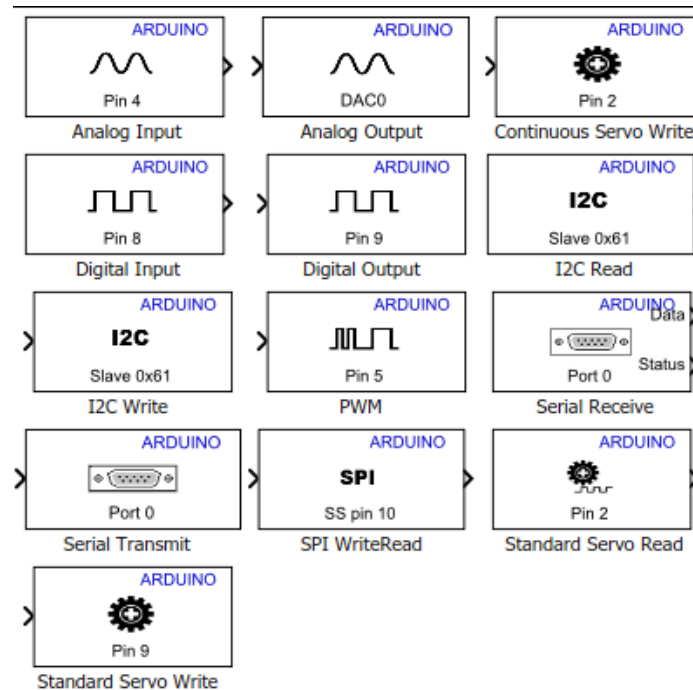 ARDUINO
Pin 4
Analog Input
ARDUINO
DAC0
Analog Output
ARDUINO
Pin 2
Continuous Servo Write
ARDUINO
Pin 8
Digital Input
ARDUINO
Pin 9
Digital Output
ARDUINO
I2C
Slave 0x61
I2C Read
ARDUINO
I2C
Slave 0x61
I2C Write
ARDUINO
Pin 5
PWM
ARDUINO
Data
Status
Port 0
Serial Receive
ARDUINO
Port 0
Serial Transmit
ARDUINO
SPI
SS pin 10
SPI WriteRead
ARDUINO
Pin 2
Standard Servo Read
ARDUINO
Pin 9
Standard Servo Write